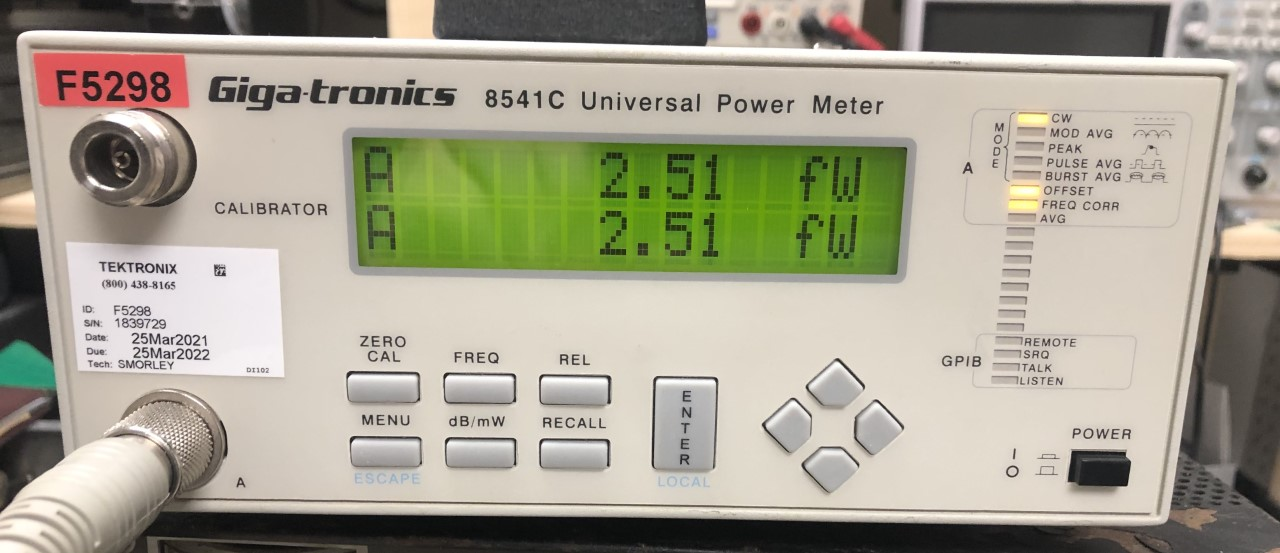 F5298
Giga-tronics 8541C Universal Power Meter
A 2.51 fW
A 2.51 fW
CALIBRATOR
TEKTRONIX
(800) 438-8165
ID: F5298
S/N: 1839729
Date: 25Mar2021
Due: 25Mar2022
Tech: SMORLEY
DI102
A
ZERO CAL
FREQ
REL
MENU
dB/mW
RECALL
ESCAPE
ENTER
LOCAL
A
MODE
CW
MOD AVG
PEAK
PULSE AVG
BURST AVG
OFFSET
FREQ CORR
AVG
GPIB
REMOTE
SRQ
TALK
LISTEN
POWER
I
O